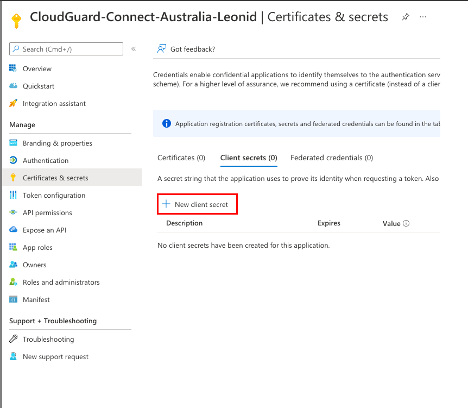 CloudGuard-Connect-Australia-Leonid | Certificates & secrets
Search (Cmd+/)
«
Got feedback?
Overview
Quickstart
Integration assistant
Manage
Branding & properties
Authentication
Certificates & secrets
Token configuration
API permissions
Expose an API
App roles
Owners
Roles and administrators
Manifest
Support + Troubleshooting
Troubleshooting
New support request
Credentials enable confidential applications to identify themselves to the authentication serv
scheme). For a higher level of assurance, we recommend using a certificate (instead of a clien
Application registration certificates, secrets and federated credentials can be found in the tab
Certificates (0) Client secrets (0) Federated credentials (0)
A secret string that the application uses to prove its identity when requesting a token. Also
New client secret
Description Expires Value
No client secrets have been created for this application.